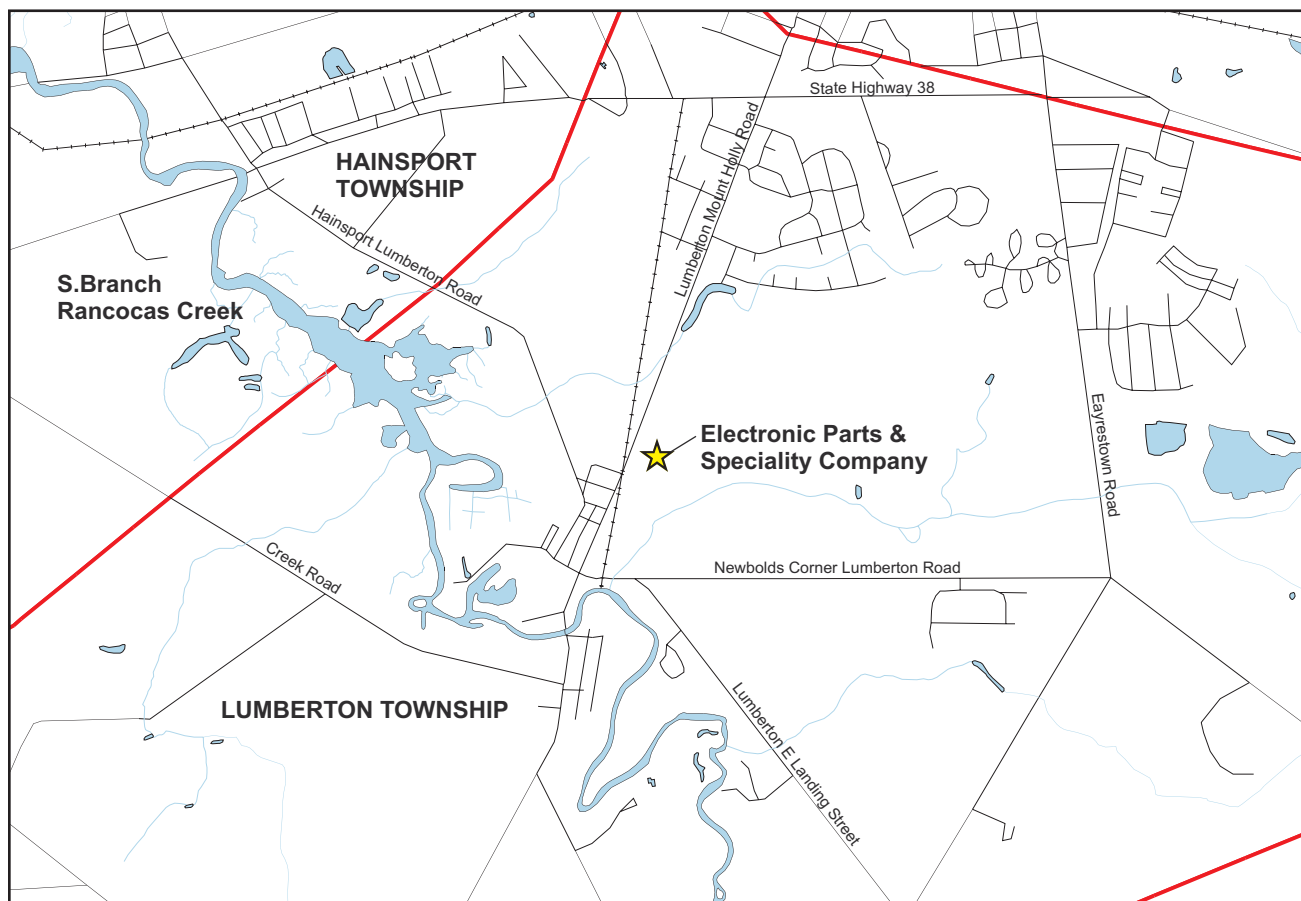 State Highway 38
HAINSPORT
TOWNSHIP
Lumberton Mount Holly Road
Hainsport Lumberton Road
S.Branch
Rancocas Creek
Electronic Parts &
Speciality Company
Eayrestown Road
Creek Road
Newbolds Corner Lumberton Road
LUMBERTON TOWNSHIP
Lumberton E Landing Street